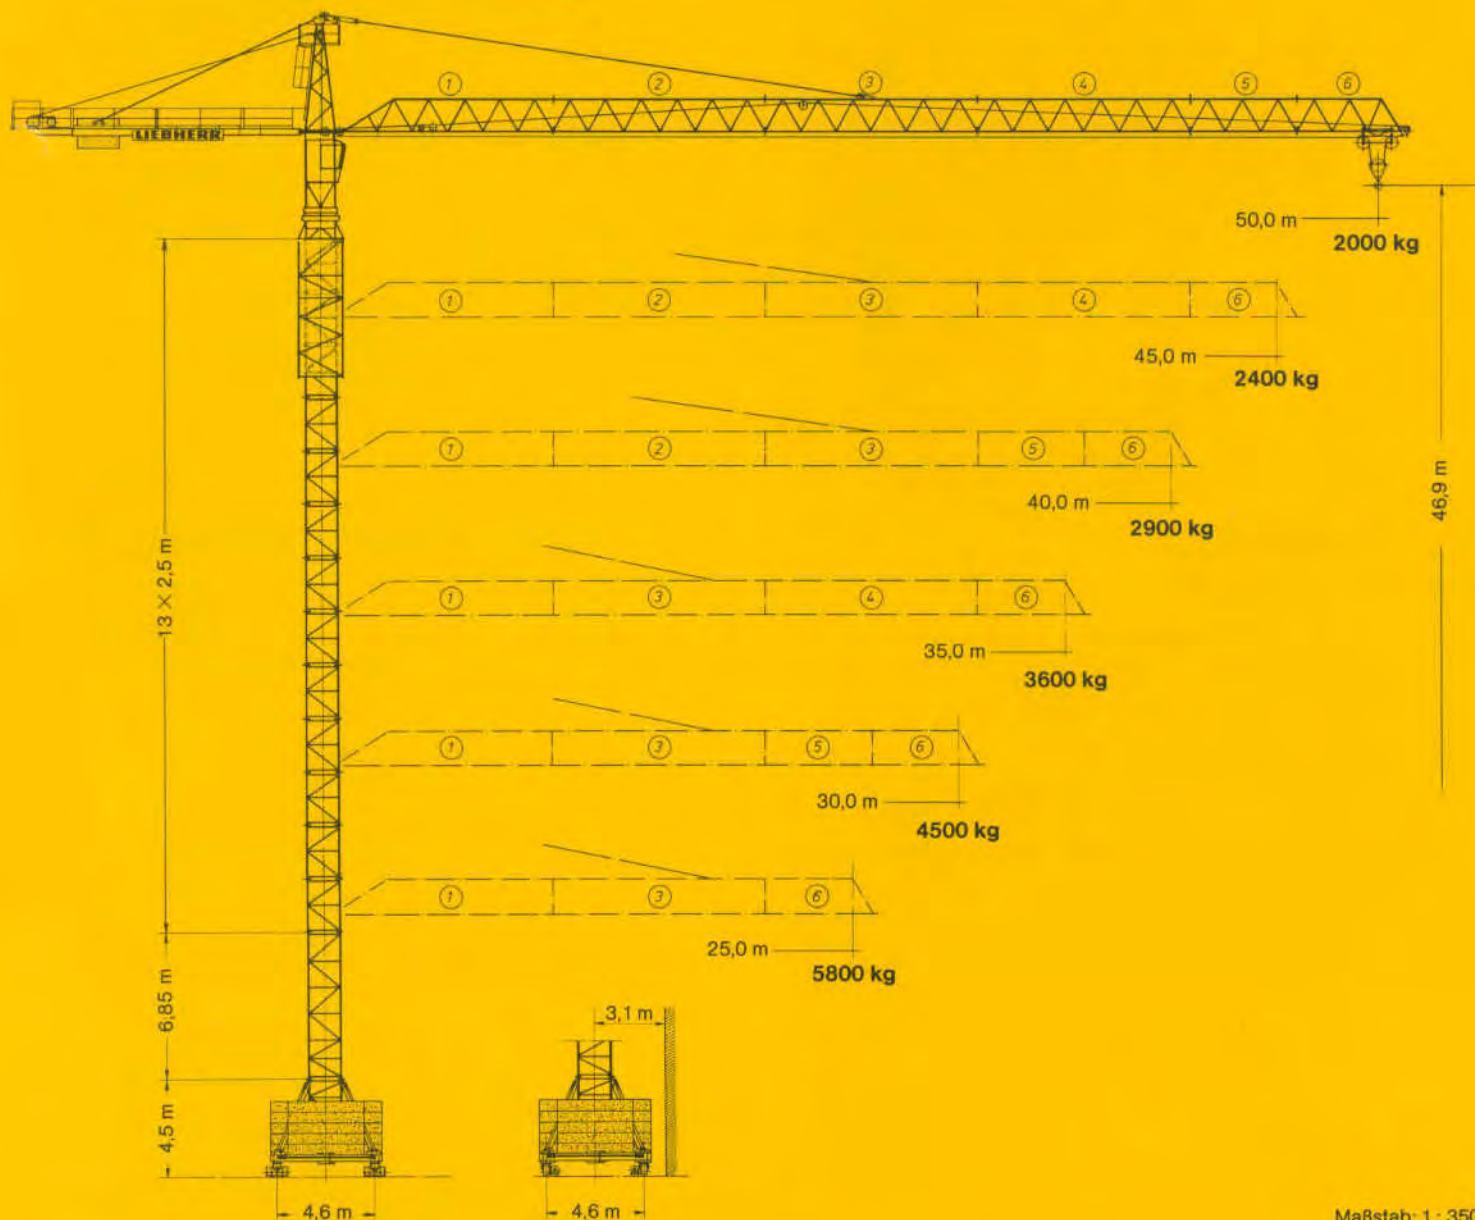 ① ② ③ ④ ⑤ ⑥
LIEBHERR
50,0 m
2000 kg
① ② ③ ④ ⑥
45,0 m
2400 kg
① ② ③ ⑤ ⑥
40,0 m
2900 kg
46,9 m
13 × 2,5 m
① ③ ④ ⑥
35,0 m
3600 kg
① ③ ⑤ ⑥
30,0 m
4500 kg
① ③ ⑥
25,0 m
5800 kg
6,85 m
3,1 m
4,5 m
4,6 m
4,6 m
Maßstab: 1 : 350